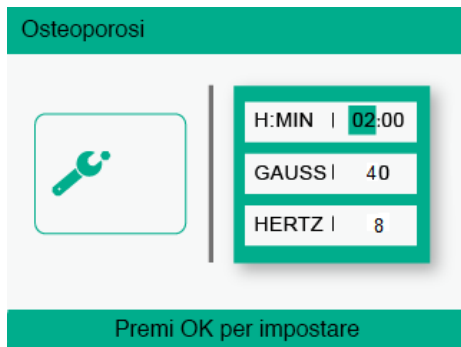 Osteoporosi
H:MIN | 02:00
GAUSS | 40
HERTZ | 8
Premi OK per impostare